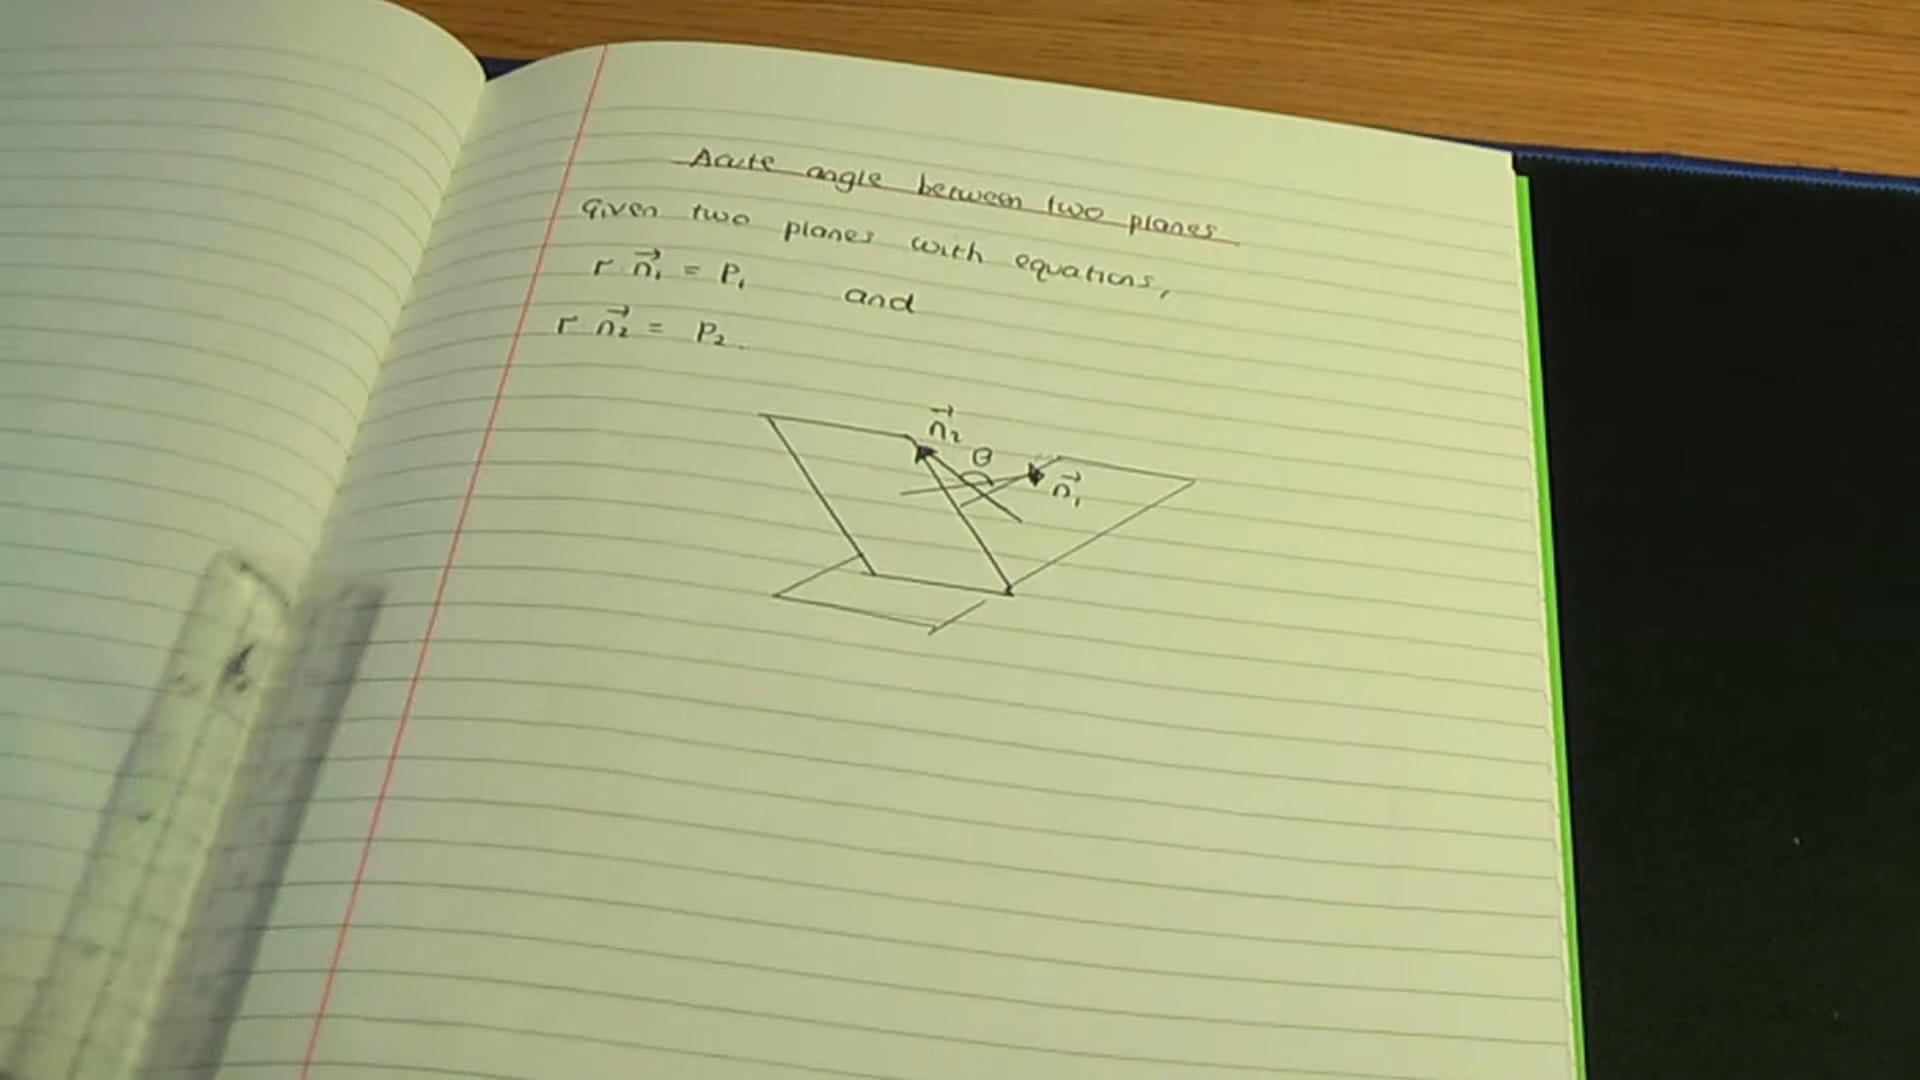 Acute angle between two planes
Given two planes with equations,
r n⃗₁ = P₁ and
r n⃗₂ = P₂.
n⃗₂
θ
n⃗₁